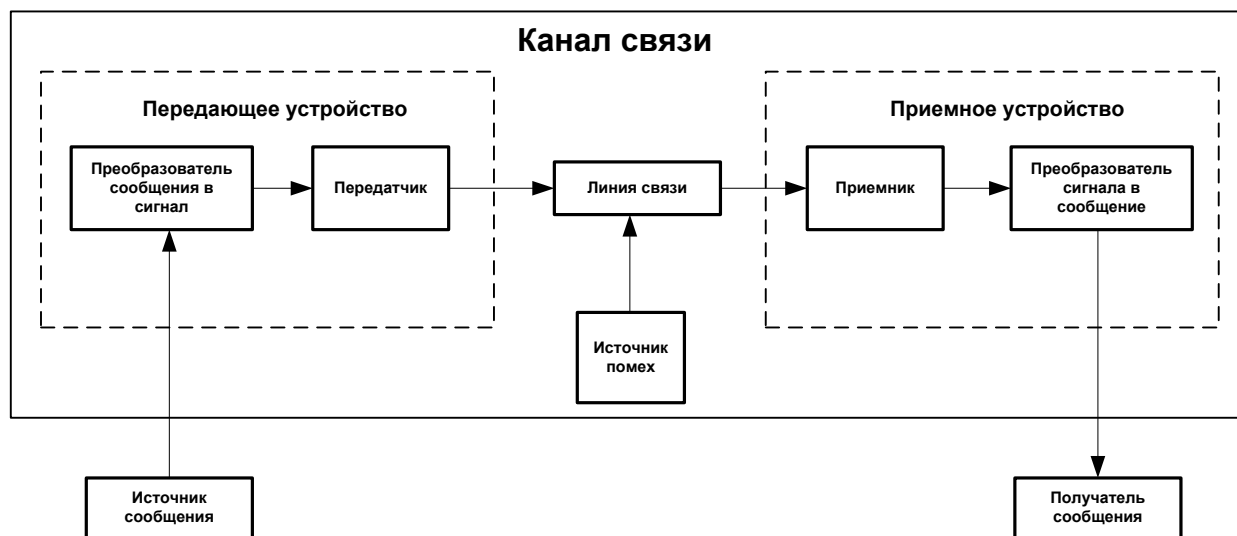 Канал связи
Передающее устройство
Приемное устройство
Преобразователь
сообщения в
сигнал
Передатчик
Линия связи
Приемник
Преобразователь
сигнала в
сообщение
Источник
помех
Источник
сообщения
Получатель
сообщения